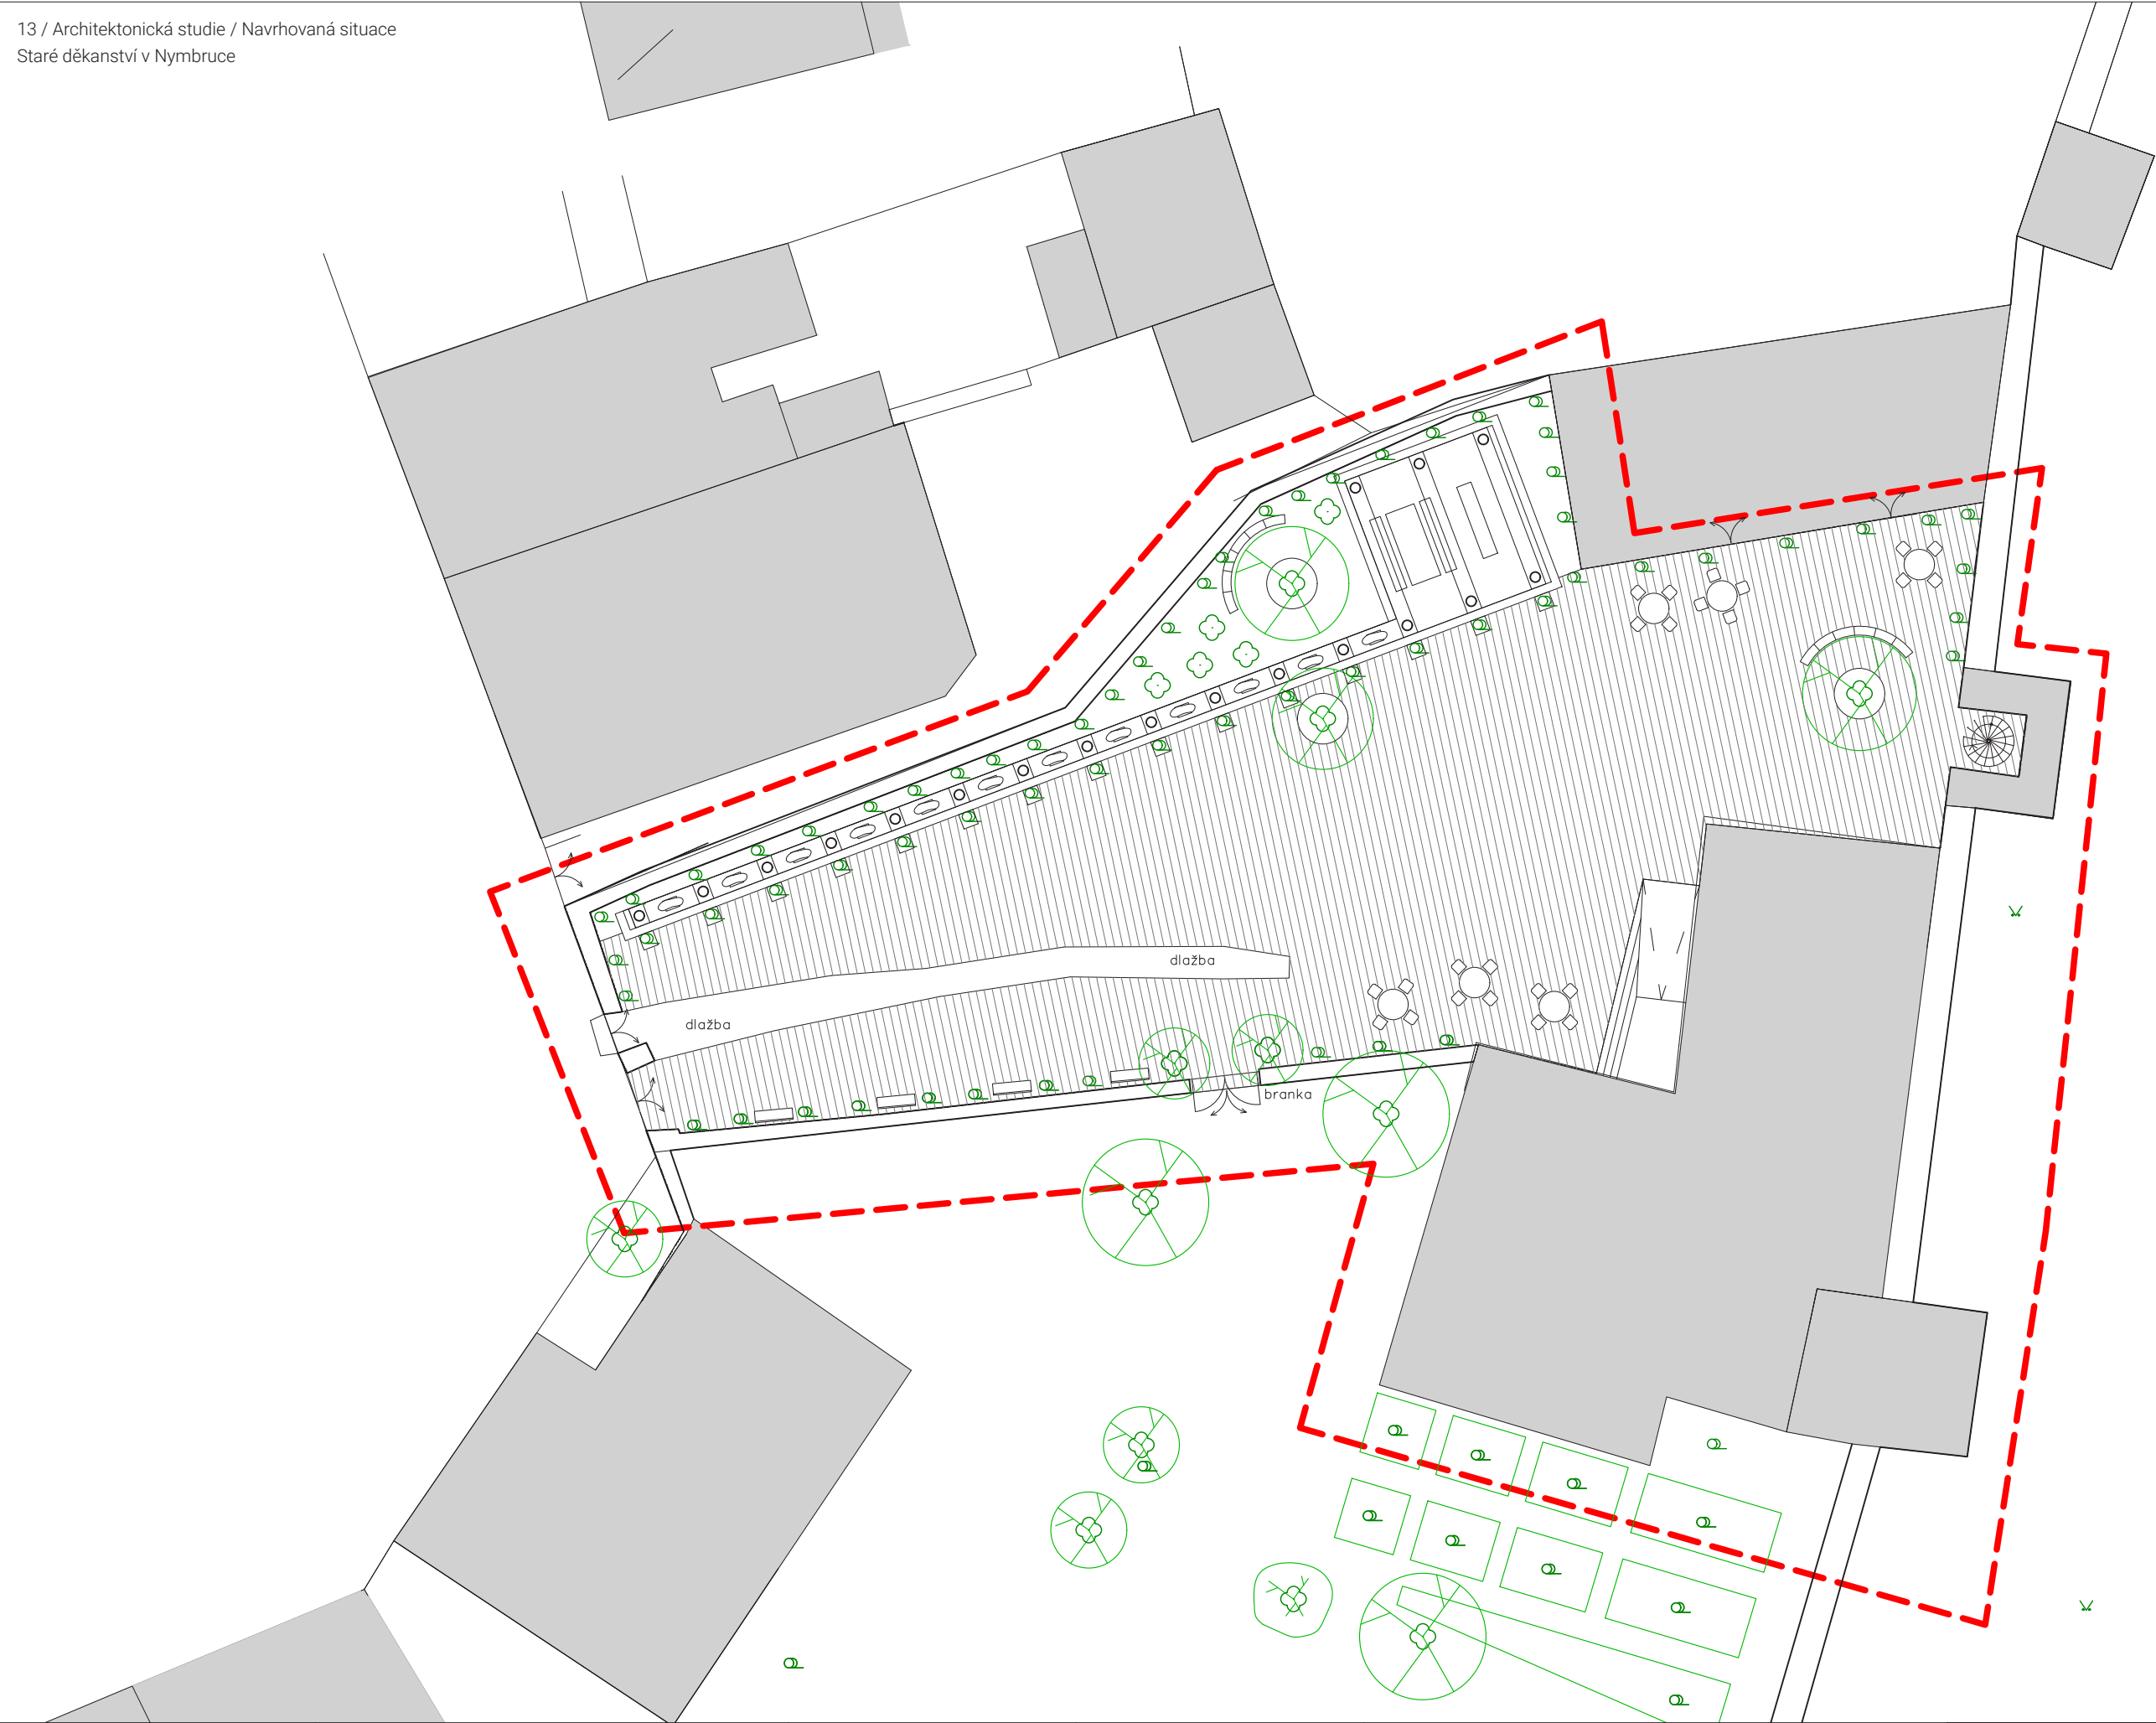 13 / Architektonická studie / Navrhovaná situace
Staré děkanství v Nymbruce
dlažba
dlažba
branka